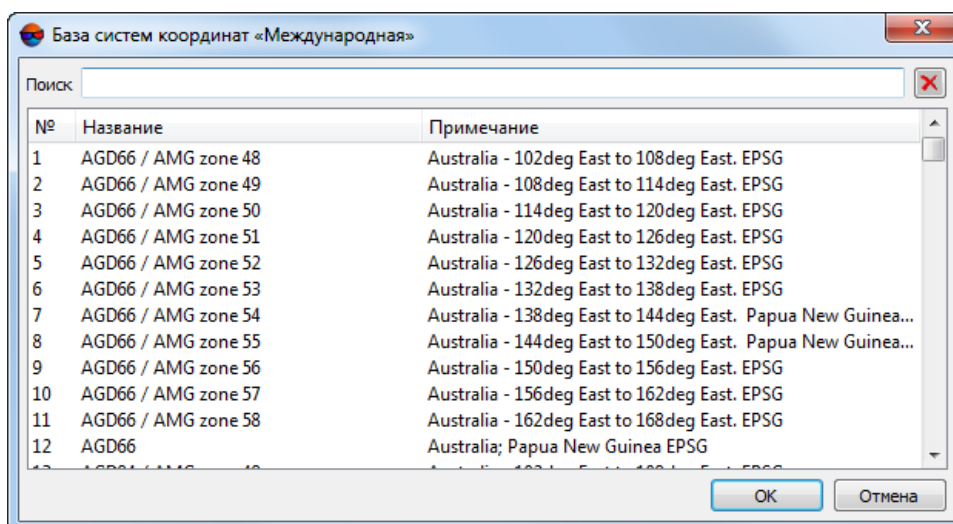 База систем координат «Международная»
Поиск
№ Название Примечание
1 AGD66 / AMG zone 48 Australia - 102deg East to 108deg East. EPSG
2 AGD66 / AMG zone 49 Australia - 108deg East to 114deg East. EPSG
3 AGD66 / AMG zone 50 Australia - 114deg East to 120deg East. EPSG
4 AGD66 / AMG zone 51 Australia - 120deg East to 126deg East. EPSG
5 AGD66 / AMG zone 52 Australia - 126deg East to 132deg East. EPSG
6 AGD66 / AMG zone 53 Australia - 132deg East to 138deg East. EPSG
7 AGD66 / AMG zone 54 Australia - 138deg East to 144deg East. Papua New Guinea...
8 AGD66 / AMG zone 55 Australia - 144deg East to 150deg East. Papua New Guinea...
9 AGD66 / AMG zone 56 Australia - 150deg East to 156deg East. EPSG
10 AGD66 / AMG zone 57 Australia - 156deg East to 162deg East. EPSG
11 AGD66 / AMG zone 58 Australia - 162deg East to 168deg East. EPSG
12 AGD66 Australia; Papua New Guinea EPSG
OK Отмена